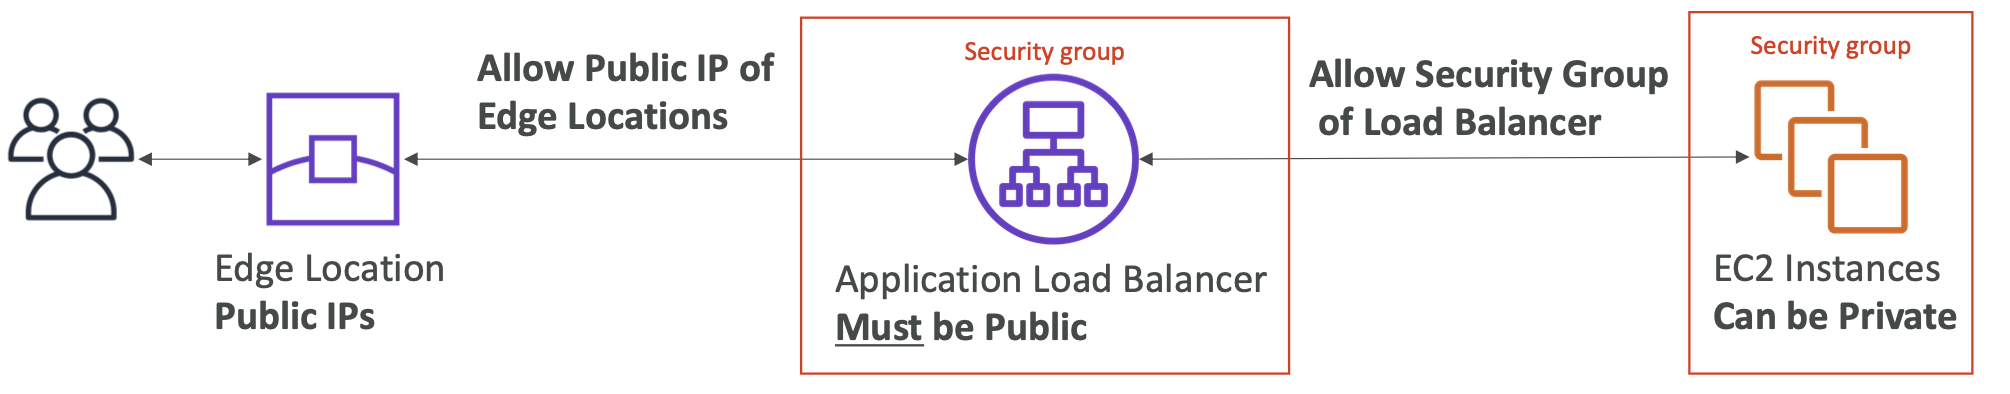 Allow Public IP of
Edge Locations
Security group
Allow Security Group
of Load Balancer
Security group
Edge Location
Public IPs
Application Load Balancer
Must be Public
EC2 Instances
Can be Private